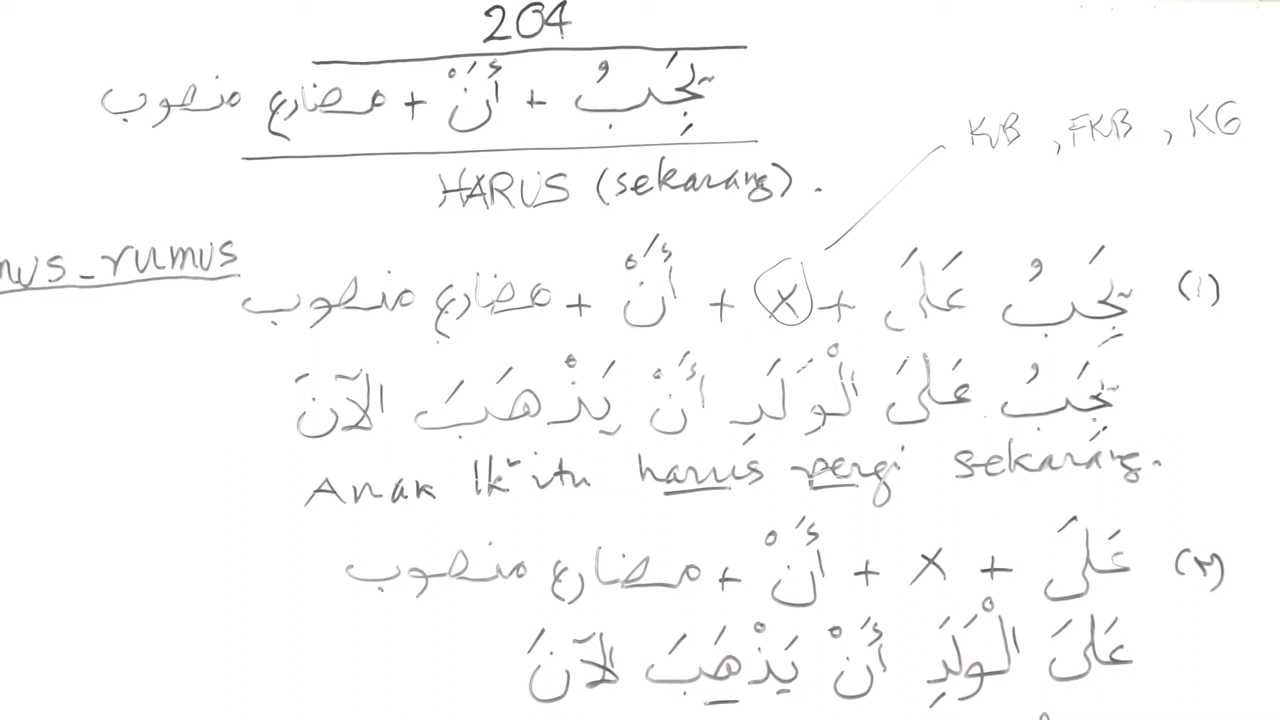 204
يَجِبُ + أَنْ + مضارع منصوب
HARUS (sekarang).
KB, FKB, KG
rumus
(١) يَجِبُ عَلَىَ + X + أَنْ + مضارع منصوب
يَجِبُ عَلَىَ الْوَلَدِ أَنْ يَذْهَبَ الآنَ
Anak lk² itu harus pergi sekarang.
(٢) عَلَىَ + X + أَنْ + مضارع منصوب
عَلَىَ الْوَلَدِ أَنْ يَذْهَبَ الآنَ